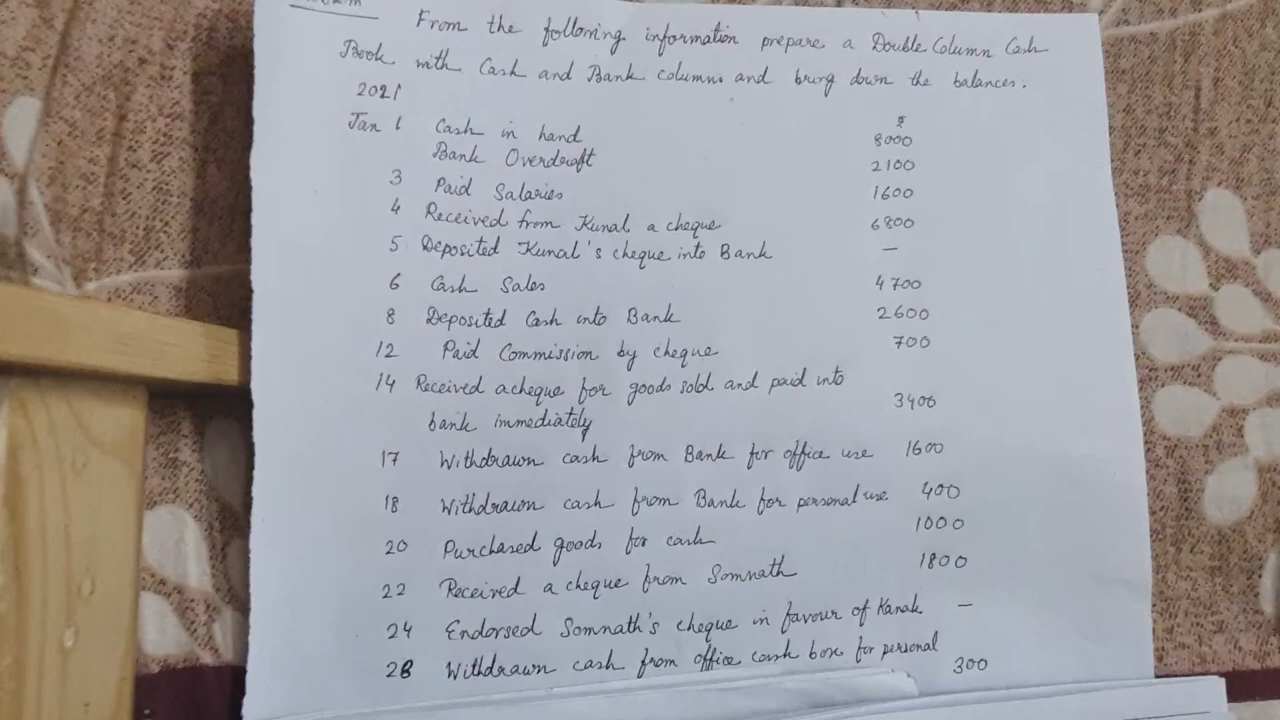 From the following information prepare a Double Column Cash
Book with Cash and Bank columns and bring down the balances.
2021
₹
Jan 1 Cash in hand 8000
Bank Overdraft 2100
3 Paid Salaries 1600
4 Received from Kunal a cheque 6800
5 Deposited Kunal's cheque into Bank —
6 Cash Sales 4700
8 Deposited Cash into Bank 2600
12 Paid Commission by cheque 700
14 Received a cheque for goods sold and paid into
bank immediately 3400
17 Withdrawn cash from Bank for office use 1600
18 Withdrawn cash from Bank for personal use 400
20 Purchased goods for cash 1000
22 Received a cheque from Somnath 1800
24 Endorsed Somnath's cheque in favour of Kanak —
28 Withdrawn cash from office cash box for personal 300